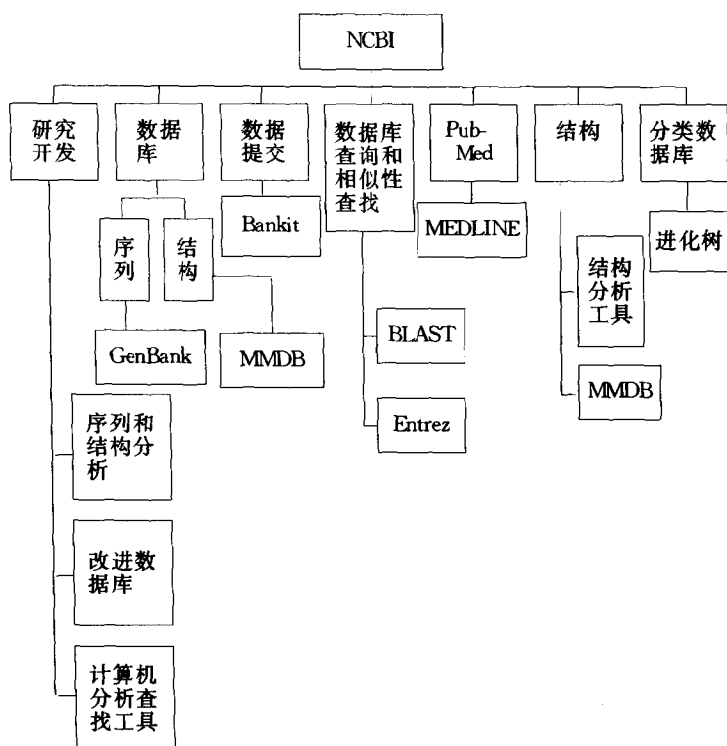 NCBI
研究
开发
数据
库
数据
提交
数据库
查询和
相似性
查找
Pub-
Med
结构
分类数
据库
序
列
结
构
Bankit
MEDLINE
进化树
结构
分析
工具
GenBank
MMDB
BLAST
MMDB
Entrez
序列和
结构分
析
改进数
据库
计算机
分析查
找工具